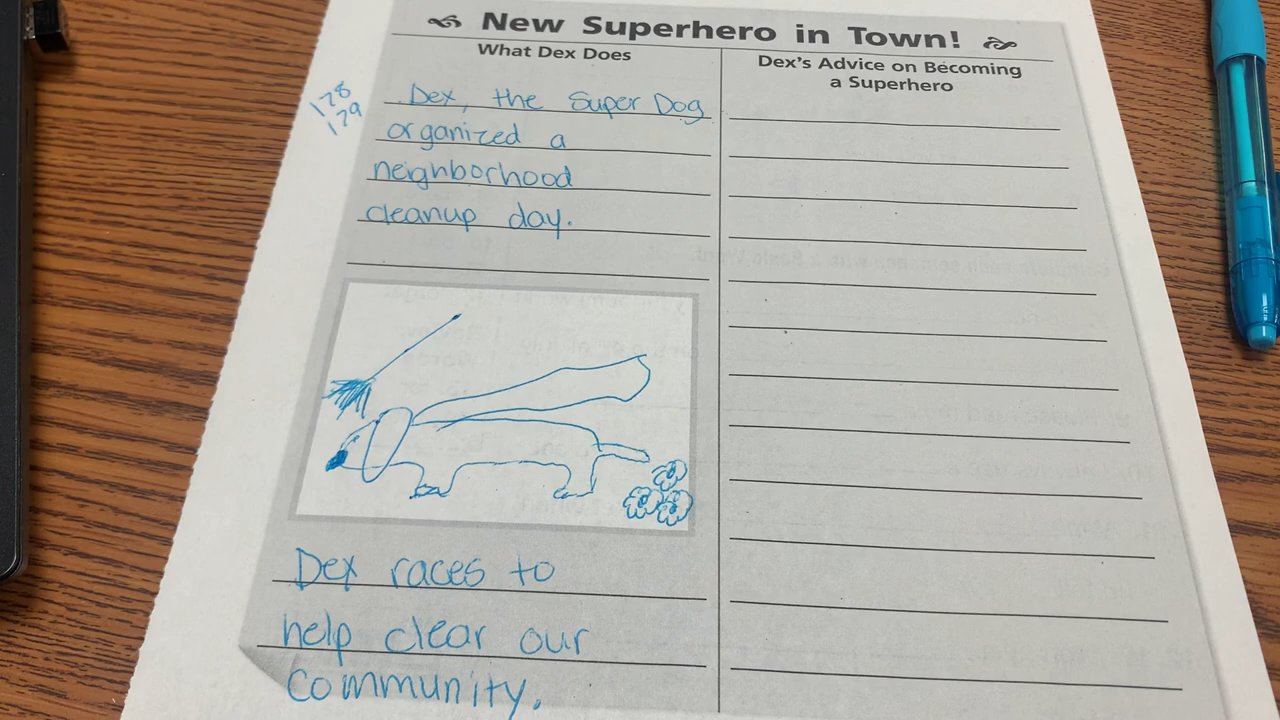 New Superhero in Town!
What Dex Does
Dex, the Super Dog
organized a
neighborhood
cleanup day.
128
129
Dex races to
help clear our
community.
Dex's Advice on Becoming
a Superhero